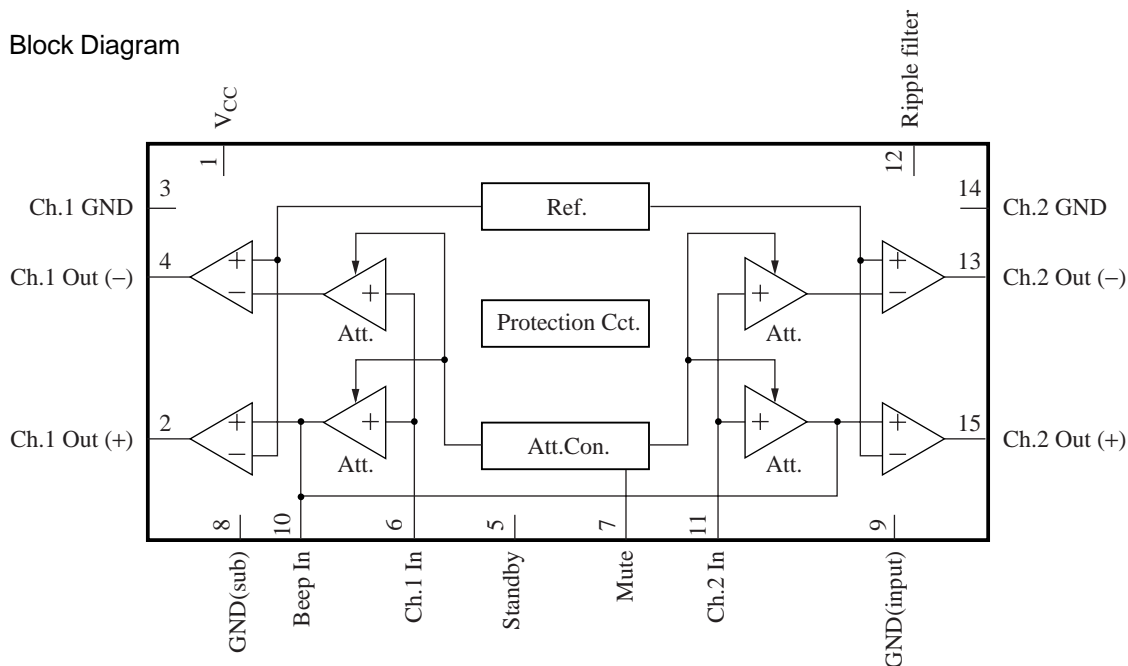 Block Diagram
V_CC
Ripple filter
1
12
3
14
Ch.1 GND
Ref.
Ch.2 GND
4
+
+
13
Ch.1 Out (−)
−
+
+
−
Ch.2 Out (−)
Protection Cct.
Att.
Att.
2
+
+
+
+
15
Ch.1 Out (+)
−
Att.Con.
−
Ch.2 Out (+)
Att.
Att.
8
10
6
5
7
11
9
GND(sub)
Beep In
Ch.1 In
Standby
Mute
Ch.2 In
GND(input)